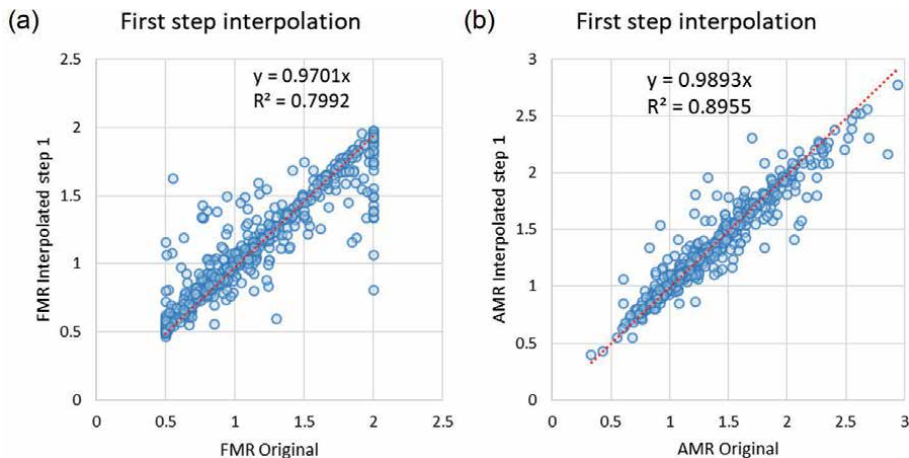 (a)
First step interpolation
y = 0.9701x
R² = 0.7992
FMR Interpolated step 1
2.5
2
1.5
1
0.5
0
0
0.5
1
1.5
2
2.5
FMR Original
(b)
First step interpolation
y = 0.9893x
R² = 0.8955
AMR Interpolated step 1
3
2.5
2
1.5
1
0.5
0
0
0.5
1
1.5
2
2.5
3
AMR Original